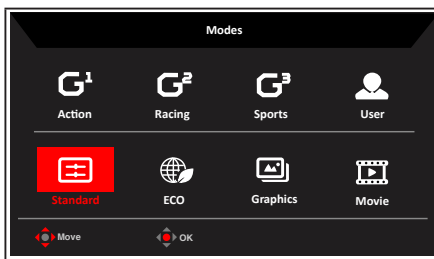 Modes
G¹ G² G³
Action Racing Sports User
Standard ECO Graphics Movie
Move OK